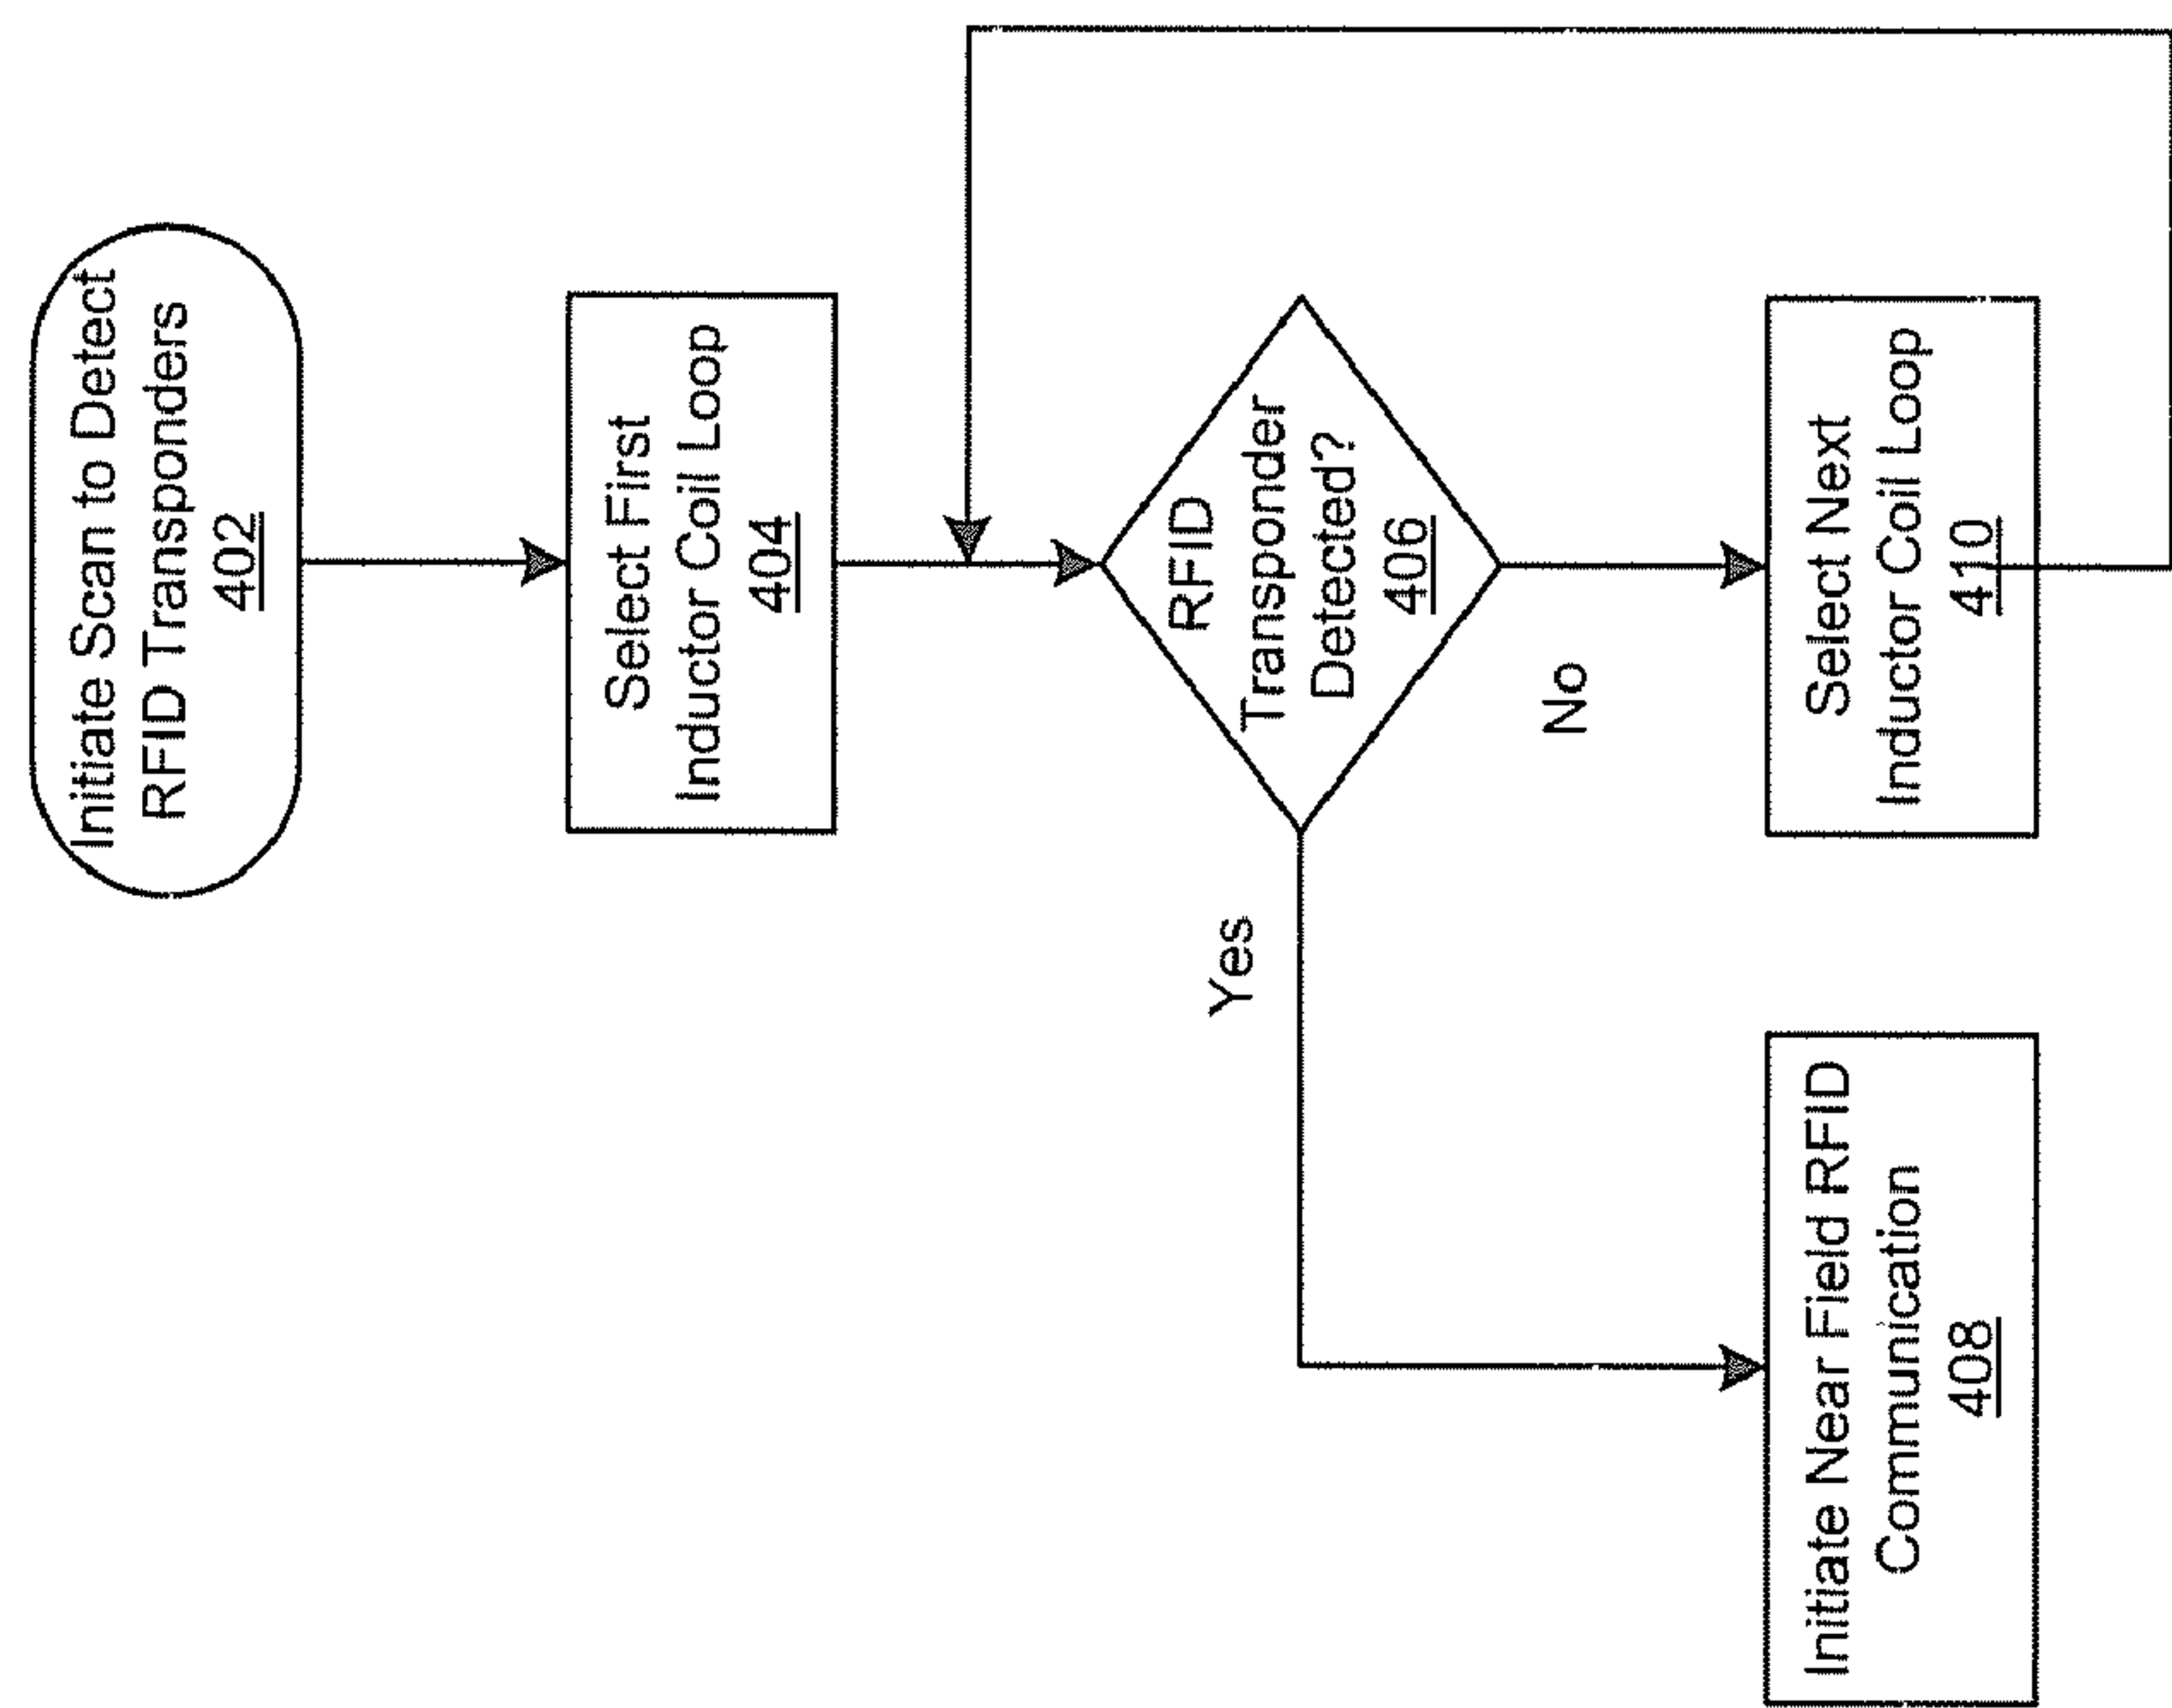 Initiate Scan to Detect
RFID Transponders
402
Select First
Inductor Coil Loop
404
RFID
Transponder
Detected?
406
Yes
No
Initiate Near Field RFID
Communication
408
Select Next
Inductor Coil Loop
410